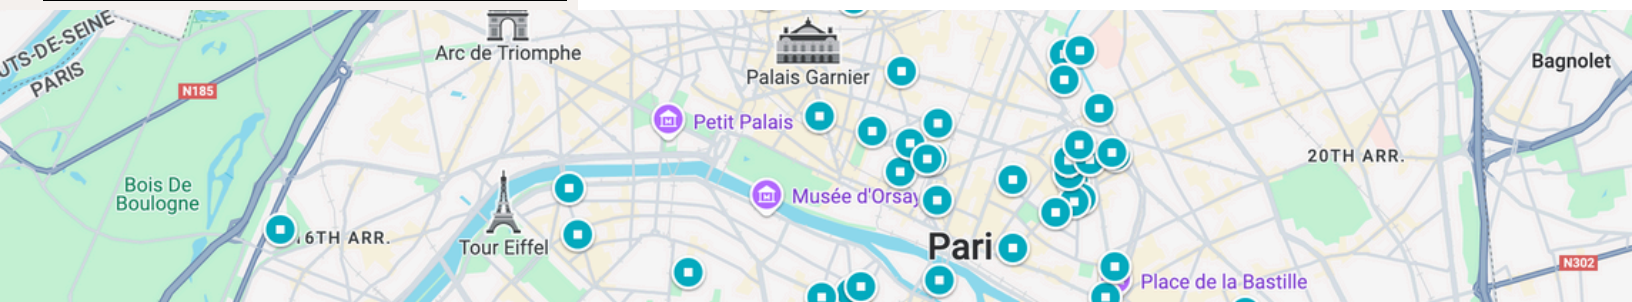 UTS-DE-SEINE
PARIS
N185
Arc de Triomphe
Palais Garnier
Bagnolet
Petit Palais
20TH ARR.
Bois De
Boulogne
Musée d'Orsay
16TH ARR.
Tour Eiffel
Pari
N302
Place de la Bastille